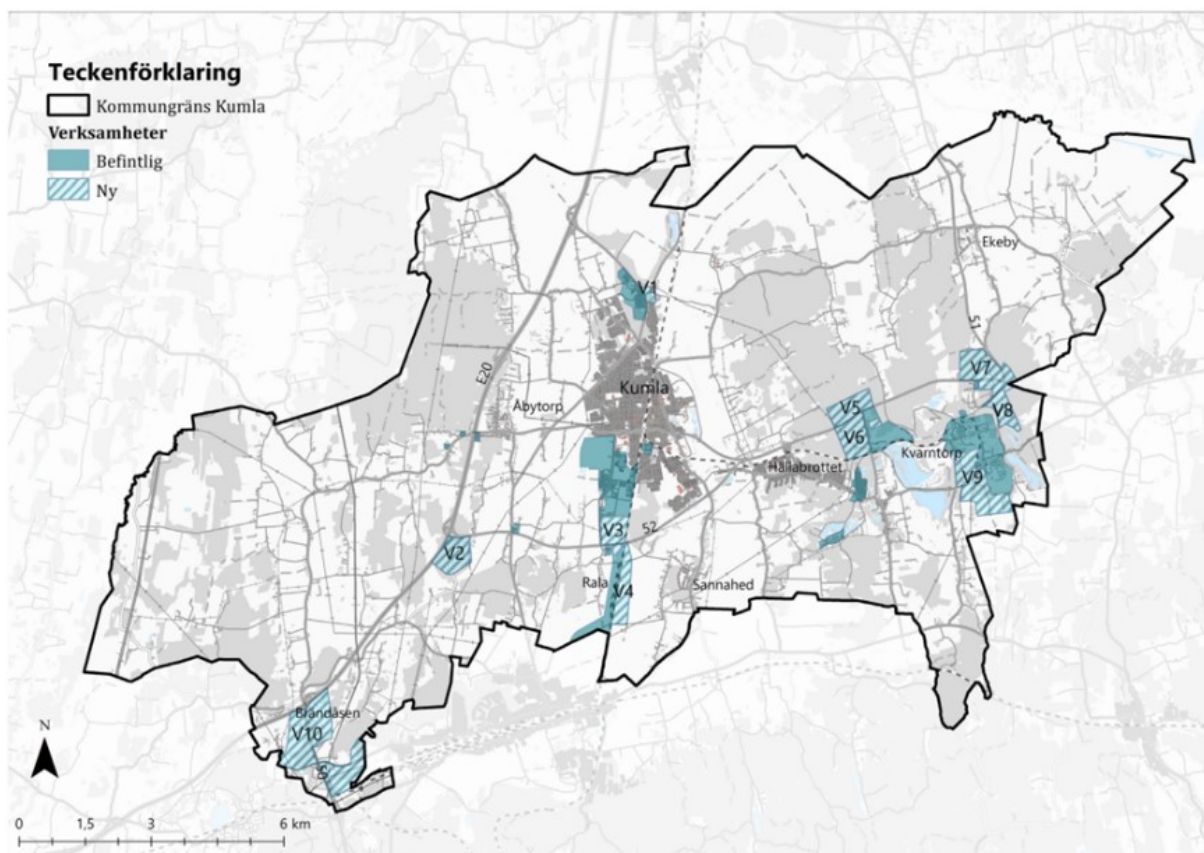 Teckenförklaring
Kommungräns Kumla
Verksamheter
Befintlig
Ny
Ekeby
51
V1
E20
V7
Kumla
Åbytorp
V5
V8
V6
Kvarntorp
Hällabrottet
V9
V3
52
V2
Rala
V4
Sannahed
Blandåsen
V10
N
0 1,5 3 6 km